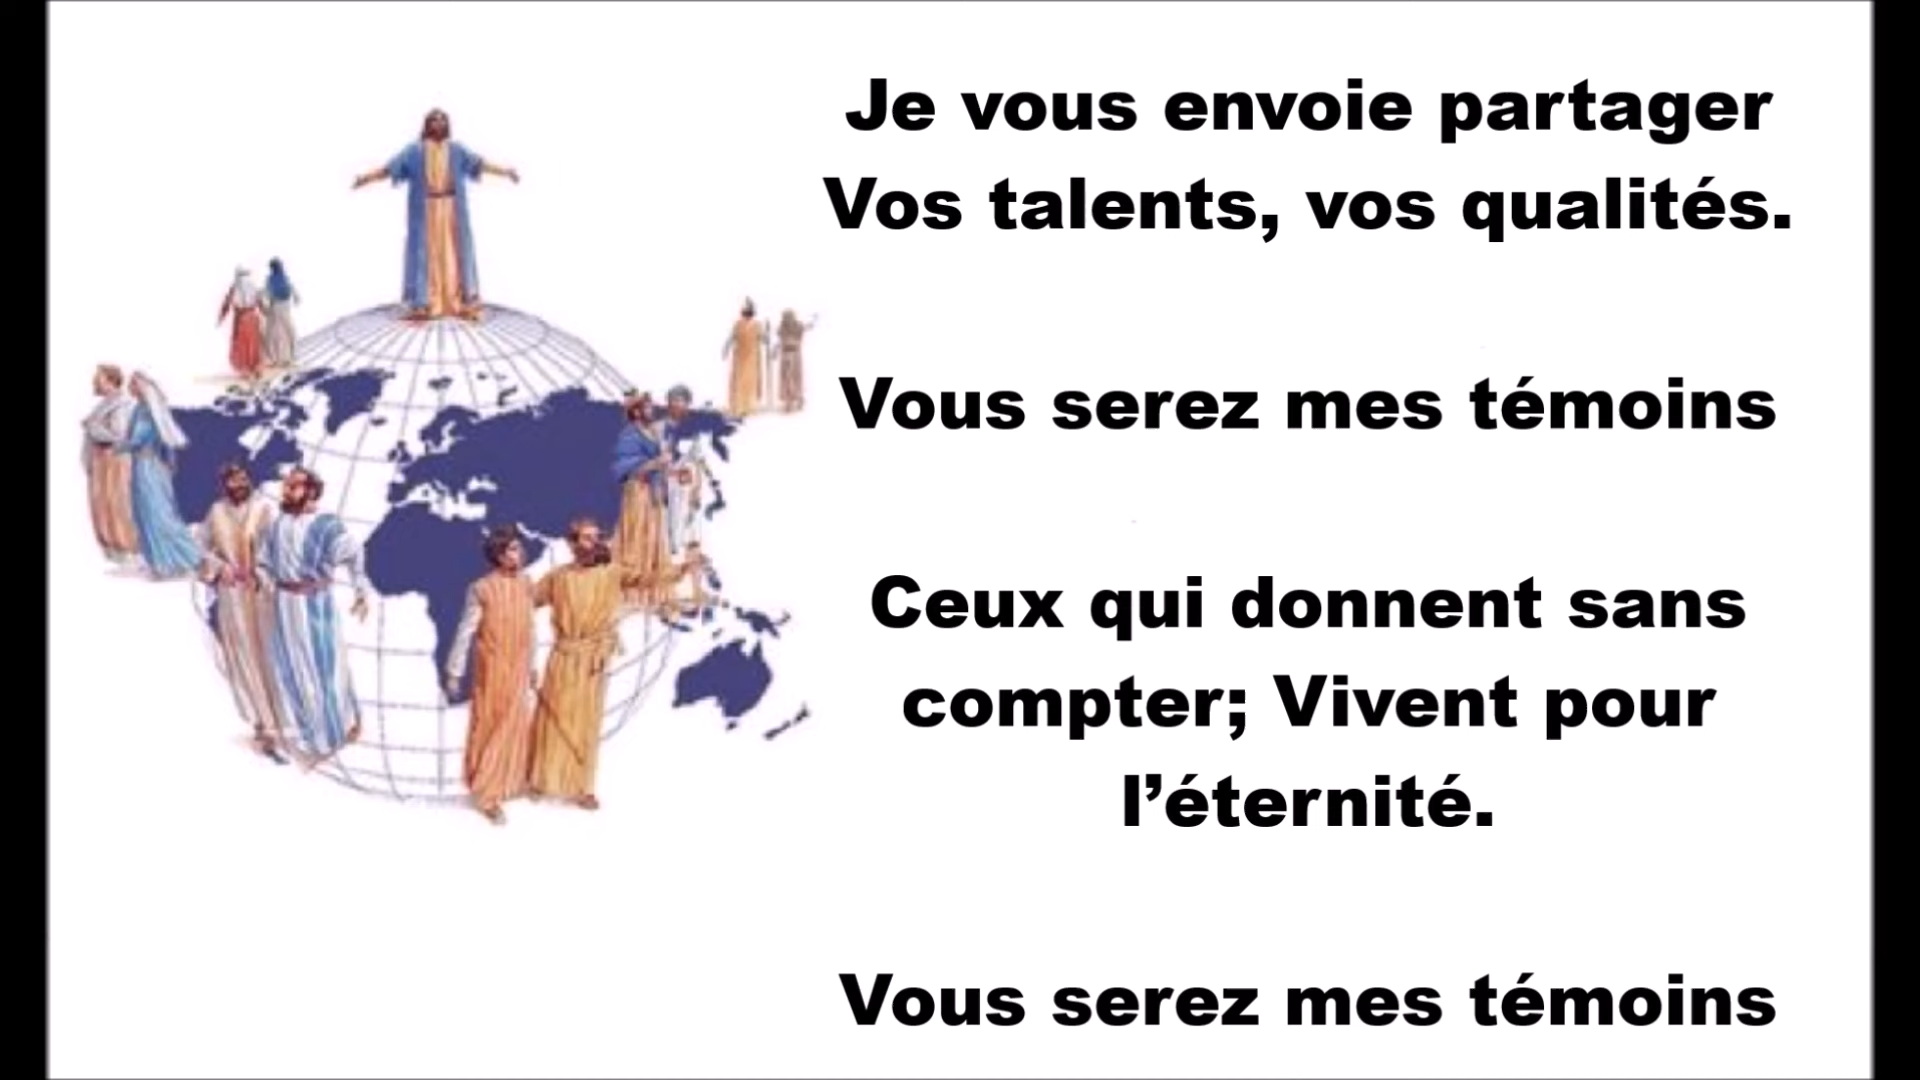 Je vous envoie partager
Vos talents, vos qualités.
Vous serez mes témoins
Ceux qui donnent sans
compter; Vivent pour
l’éternité.
Vous serez mes témoins